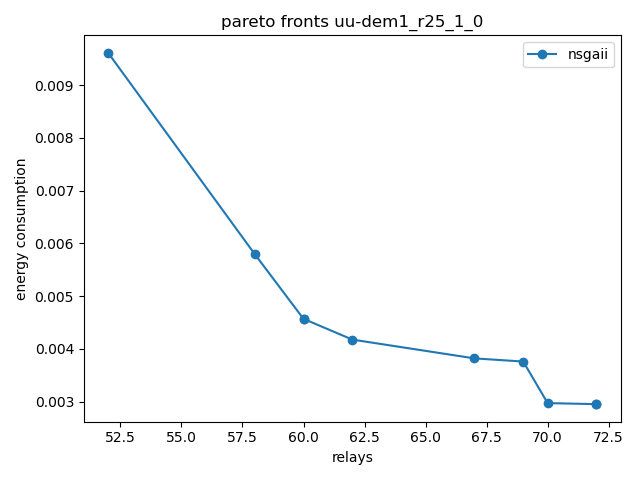 pareto fronts uu-dem1_r25_1_0
nsgaii
energy consumption
0.009
0.008
0.007
0.006
0.005
0.004
0.003
52.5 55.0 57.5 60.0 62.5 65.0 67.5 70.0 72.5
relays